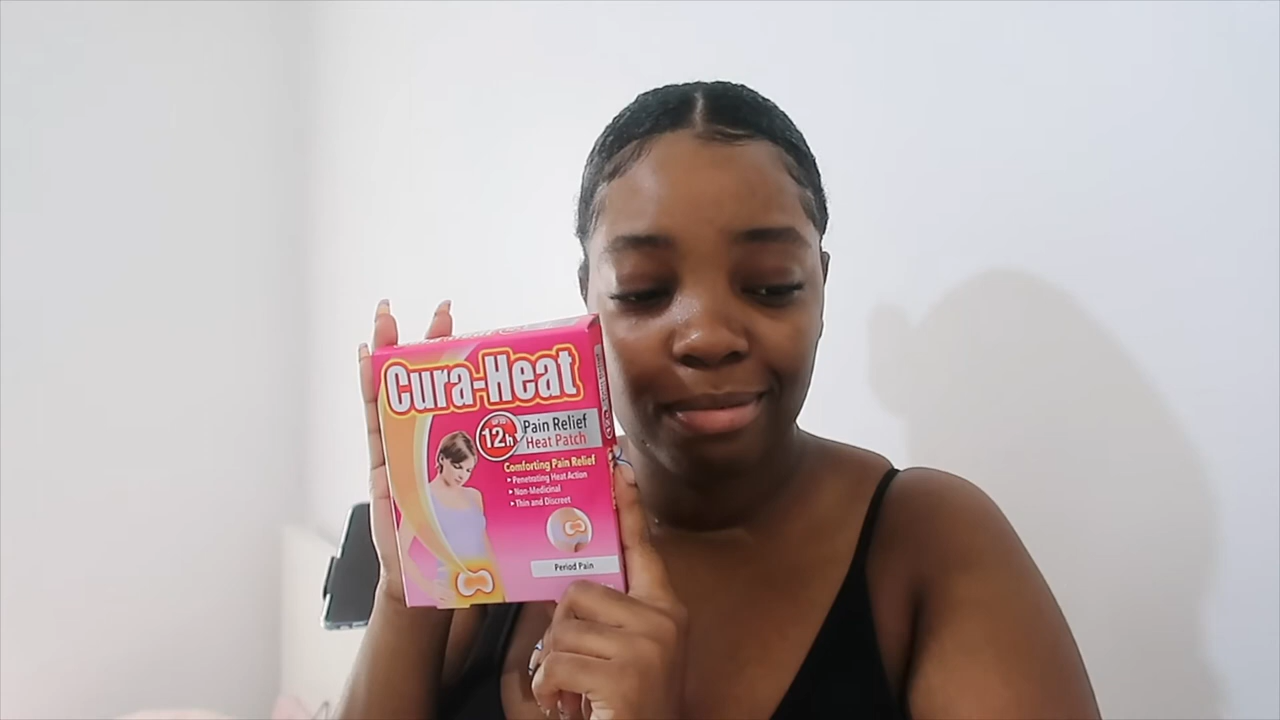 Cura-Heat
UP TO
12h
Pain Relief
Heat Patch
Comforting Pain Relief
▸ Penetrating Heat Action
▸ Non-Medicinal
▸ Thin and Discreet
Period Pain